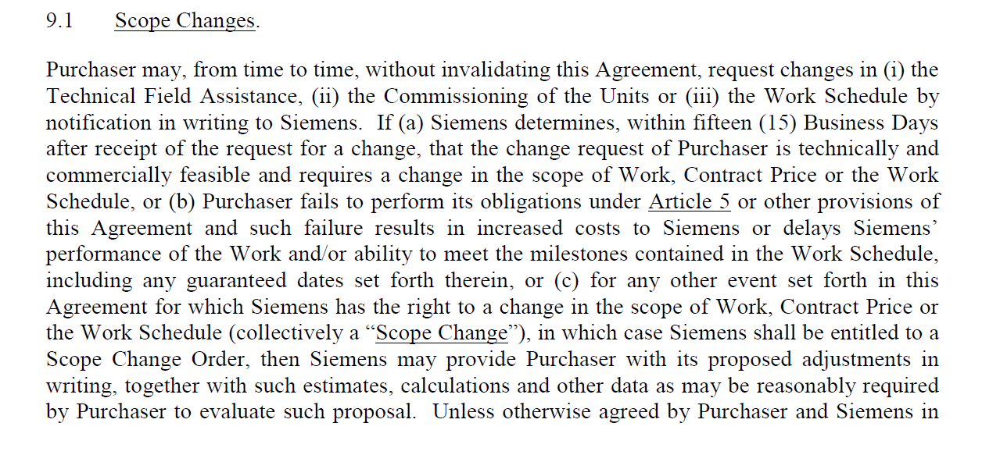 9.1 Scope Changes.
Purchaser may, from time to time, without invalidating this Agreement, request changes in (i) the
Technical Field Assistance, (ii) the Commissioning of the Units or (iii) the Work Schedule by
notification in writing to Siemens.  If (a) Siemens determines, within fifteen (15) Business Days
after receipt of the request for a change, that the change request of Purchaser is technically and
commercially feasible and requires a change in the scope of Work, Contract Price or the Work
Schedule, or (b) Purchaser fails to perform its obligations under Article 5 or other provisions of
this Agreement and such failure results in increased costs to Siemens or delays Siemens’
performance of the Work and/or ability to meet the milestones contained in the Work Schedule,
including any guaranteed dates set forth therein, or (c) for any other event set forth in this
Agreement for which Siemens has the right to a change in the scope of Work, Contract Price or
the Work Schedule (collectively a “Scope Change”), in which case Siemens shall be entitled to a
Scope Change Order, then Siemens may provide Purchaser with its proposed adjustments in
writing, together with such estimates, calculations and other data as may be reasonably required
by Purchaser to evaluate such proposal.  Unless otherwise agreed by Purchaser and Siemens in